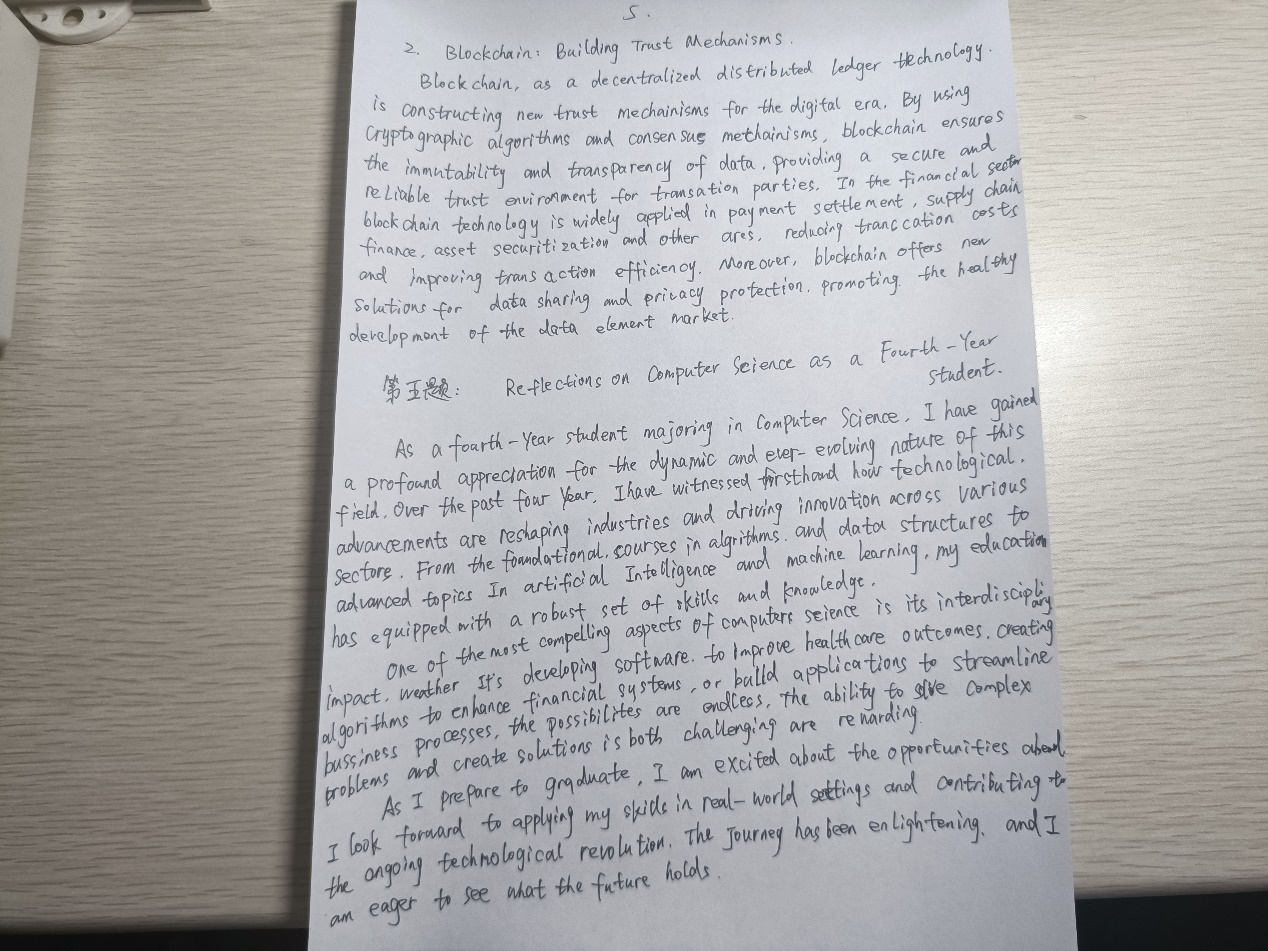 5.
2. Blockchain: Building Trust Mechanisms.
Blockchain, as a decentralized distributed ledger technology.
is constructing new trust mechainisms for the digital era. By using
Cryptographic algorithms and consensus methainisms, blockchain ensures
the immutability and transparency of data. providing a secure and
reliable trust environment for transation parties. In the financial sector
blockchain technology is widely applied in payment settlement, supply chain
finance, asset securitization and other ares, reducing tranccation costs
and improving transaction efficiency. Moreover, blockchain offers new
solutions for data sharing and privacy protection. promoting. the healthy
development of the data element market.
第五题: Reflections on Computer Science as a Fourth-Year
student.
As a fourth-Year student majoring in Computer Science, I have gained
a profound appreciation for the dynamic and ever-evolving nature of this
field. Over the past four Year. I have witnessed firsthand how technological.
advancements are reshaping industries and driving innovation across various
sectors. From the foundational. courses in algrithms. and data structures to
advanced topics In artificial Intelligence and machine learning, my education
has equipped with a robust set of skills and knowledge.
One of the most compelling aspects of computers science is its interdiscipliary
impact. weather It's developing software. to improve healthcare outcomes. creating
algorithms to enhance financial systems, or build applications to streamline
bussiness processes, the possibilites are endless, The ability to slve complex
problems and create solutions is both challenging are rewarding.
As I prepare to graduate, I am excited about the opportunities ahead
I look forward to applying my skills in real-world settings and contributing to
the ongoing technological revolution. The Journey has been enlightening. and I
am eager to see what the future holds.